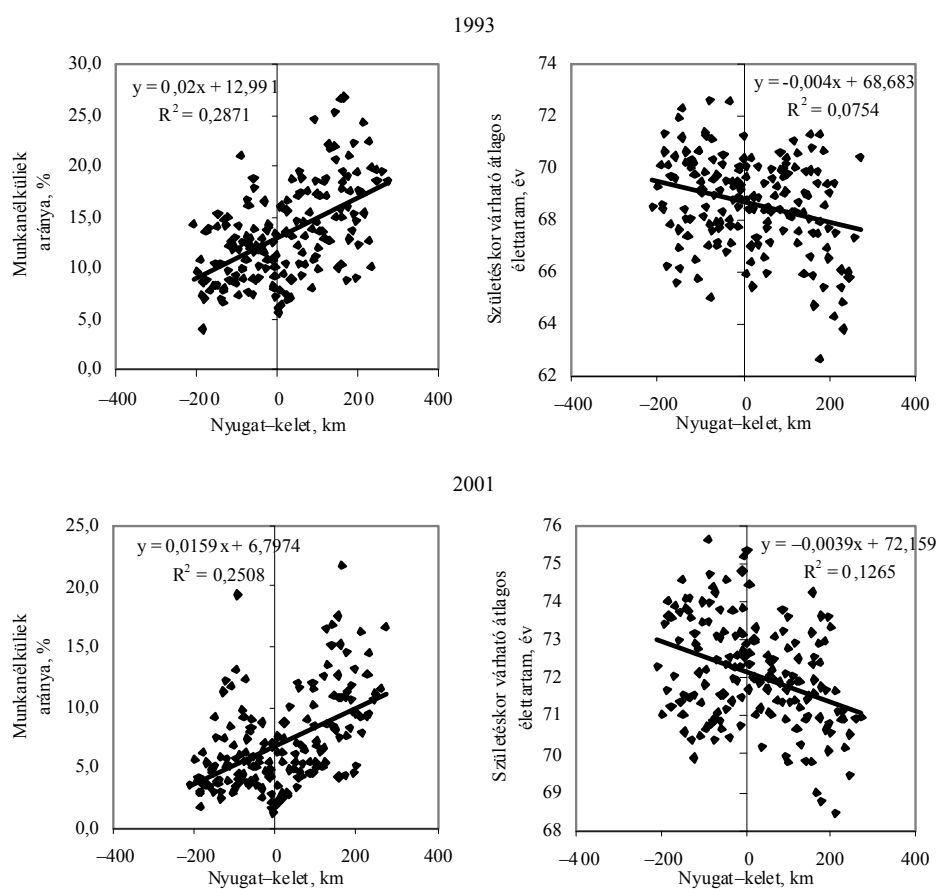 1993
Munkanélküliek
aránya, %
30,0
25,0
20,0
15,0
10,0
5,0
0,0
y = 0,02x + 12,991
R² = 0,2871
–400
–200
0
200
400
Nyugat–kelet, km
Születéskor várható átlagos
élettartam, év
74
72
70
68
66
64
62
y = -0,004x + 68,683
R² = 0,0754
–400
–200
0
200
400
Nyugat–kelet, km
2001
Munkanélküliek
aránya, %
25,0
20,0
15,0
10,0
5,0
0,0
y = 0,0159x + 6,7974
R² = 0,2508
–400
–200
0
200
400
Nyugat–kelet, km
Születéskor várható átlagos
élettartam, év
76
75
74
73
72
71
70
69
68
y = –0,0039x + 72,159
R² = 0,1265
–400
–200
0
200
400
Nyugat–kelet, km